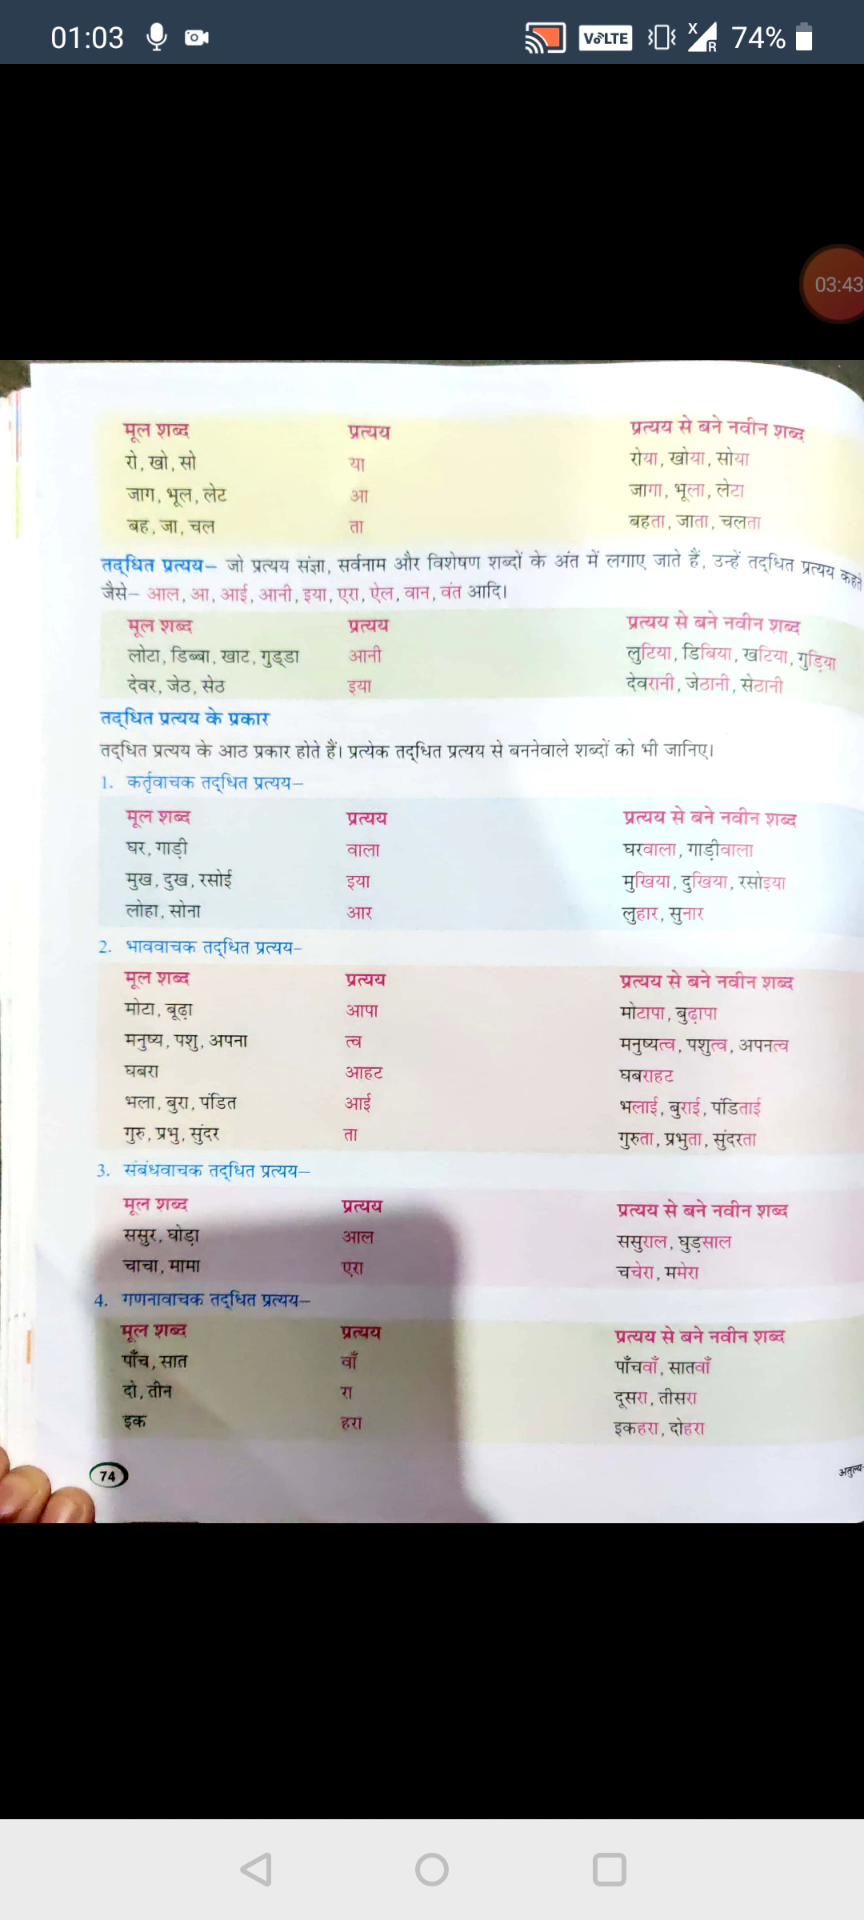 01:03 VoLTE X R 74%
03:43
मूल शब्द प्रत्यय प्रत्यय से बने नवीन शब्द
रो, खो, सो या रोया, खोया, सोया
जाग, भूल, लेट आ जागा, भूला, लेटा
बह, जा, चल ता बहता, जाता, चलता
तद्धित प्रत्यय– जो प्रत्यय संज्ञा, सर्वनाम और विशेषण शब्दों के अंत में लगाए जाते हैं, उन्हें तद्धित प्रत्यय कहते
जैसे– आल, आ, आई, आनी, इया, एरा, ऐल, वान, वंत आदि।
मूल शब्द प्रत्यय प्रत्यय से बने नवीन शब्द
लोटा, डिब्बा, खाट, गुड्डा आनी लुटिया, डिबिया, खटिया, गुड़िया
देवर, जेठ, सेठ इया देवरानी, जेठानी, सेठानी
तद्धित प्रत्यय के प्रकार
तद्धित प्रत्यय के आठ प्रकार होते हैं। प्रत्येक तद्धित प्रत्यय से बननेवाले शब्दों को भी जानिए।
1. कर्तृवाचक तद्धित प्रत्यय–
मूल शब्द प्रत्यय प्रत्यय से बने नवीन शब्द
घर, गाड़ी वाला घरवाला, गाड़ीवाला
मुख, दुख, रसोई इया मुखिया, दुखिया, रसोइया
लोहा, सोना आर लुहार, सुनार
2. भाववाचक तद्धित प्रत्यय–
मूल शब्द प्रत्यय प्रत्यय से बने नवीन शब्द
मोटा, बूढ़ा आपा मोटापा, बुढ़ापा
मनुष्य, पशु, अपना त्व मनुष्यत्व, पशुत्व, अपनत्व
घबरा आहट घबराहट
भला, बुरा, पंडित आई भलाई, बुराई, पंडिताई
गुरु, प्रभु, सुंदर ता गुरुता, प्रभुता, सुंदरता
3. संबंधवाचक तद्धित प्रत्यय–
मूल शब्द प्रत्यय प्रत्यय से बने नवीन शब्द
ससुर, घोड़ा आल ससुराल, घुड़साल
चाचा, मामा एरा चचेरा, ममेरा
4. गणनावाचक तद्धित प्रत्यय–
मूल शब्द प्रत्यय प्रत्यय से बने नवीन शब्द
पाँच, सात वाँ पाँचवाँ, सातवाँ
दो, तीन रा दूसरा, तीसरा
इक हरा इकहरा, दोहरा
74 अतुल्य